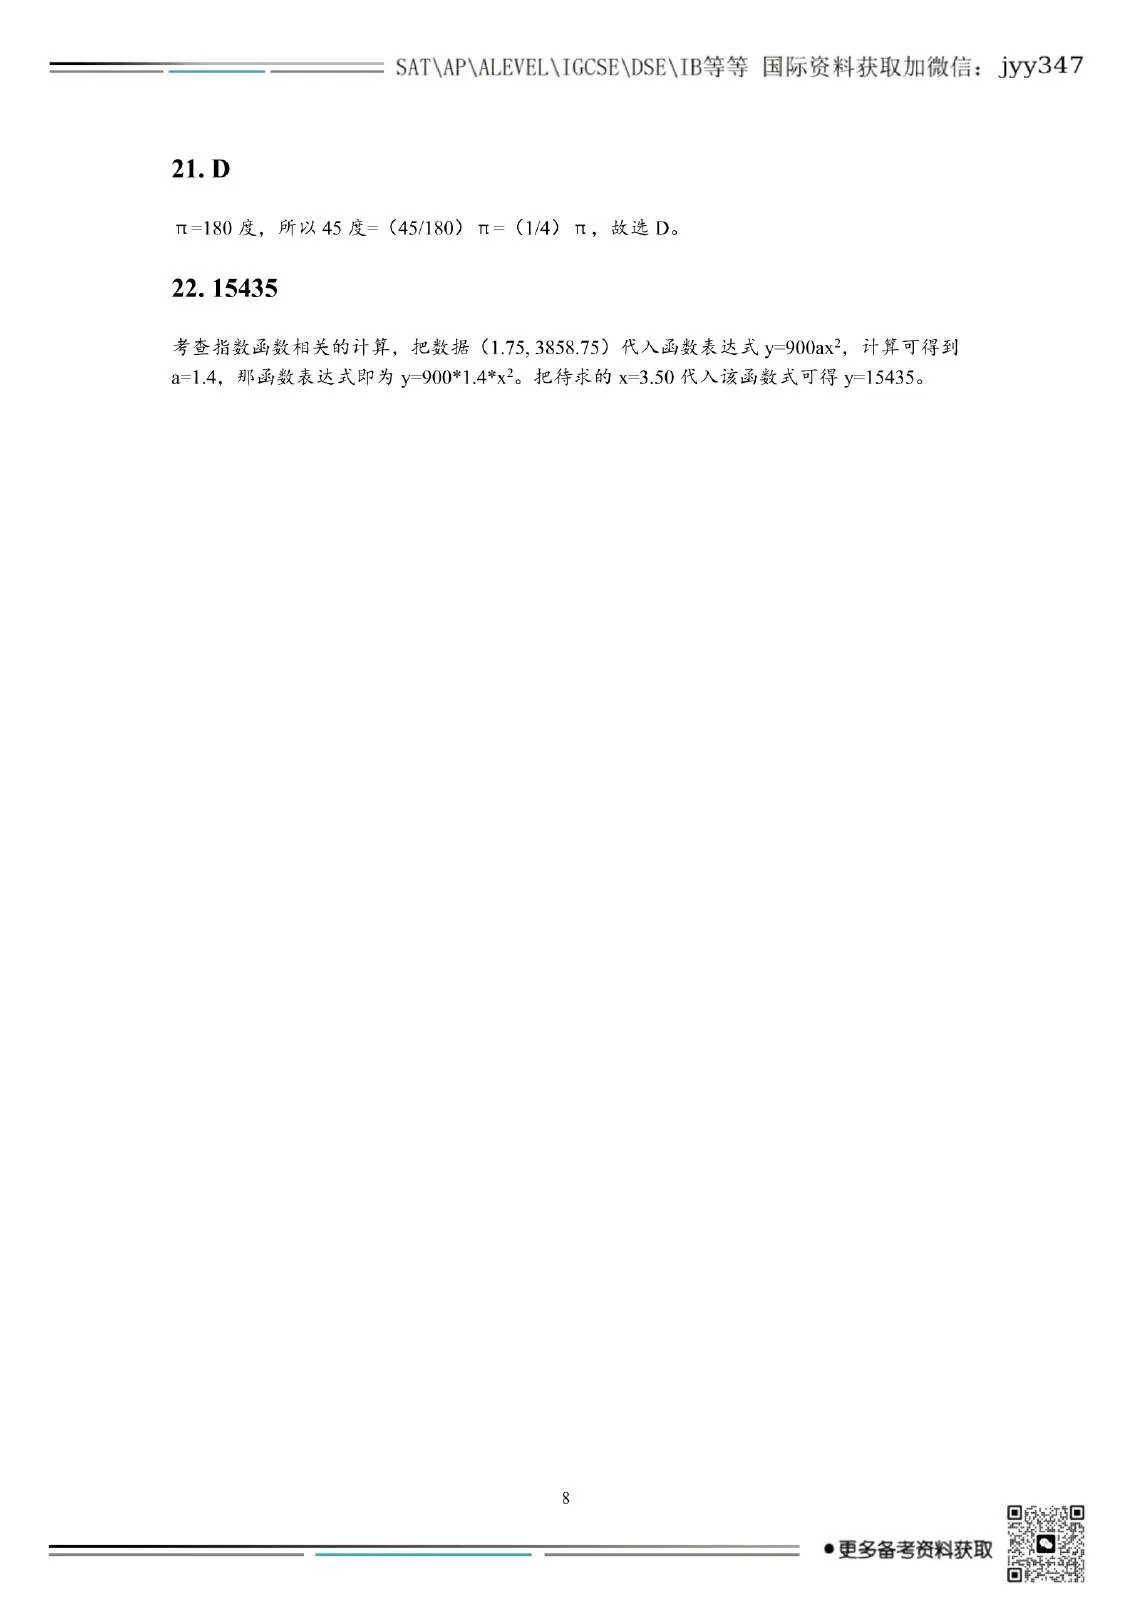 SAT\AP\ALEVEL\IGCSE\DSE\IB等等 国际资料获取加微信：jyy347
21. D
π=180 度，所以 45 度=（45/180）π=（1/4）π，故选 D。
22. 15435
考查指数函数相关的计算，把数据（1.75, 3858.75）代入函数表达式 y=900ax²，计算可得到
a=1.4，那函数表达式即为 y=900*1.4*x²。把待求的 x=3.50 代入该函数式可得 y=15435。
8
●更多备考资料获取